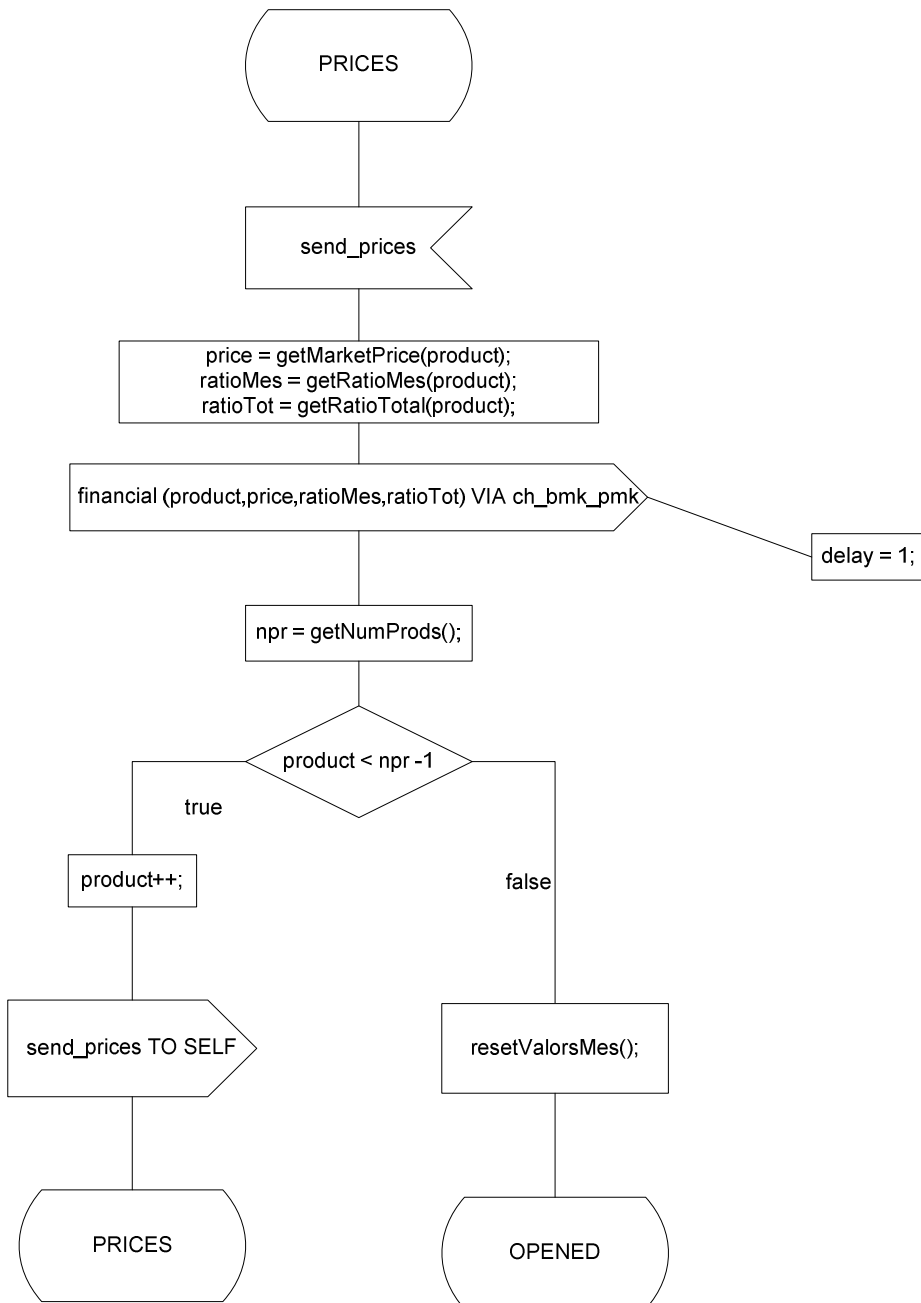 PRICES
send_prices
price = getMarketPrice(product);
ratioMes = getRatioMes(product);
ratioTot = getRatioTotal(product);
financial (product,price,ratioMes,ratioTot) VIA ch_bmk_pmk
delay = 1;
npr = getNumProds();
product < npr -1
true
product++;
false
send_prices TO SELF
resetValorsMes();
PRICES
OPENED